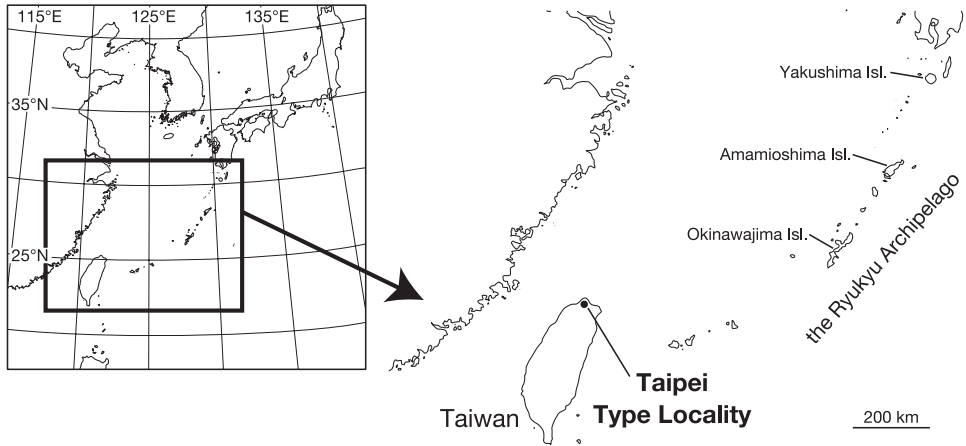 115°E
125°E
135°E
35°N
25°N
Yakushima Isl.
Amamioshima Isl.
Okinawajima Isl.
the Ryukyu Archipelago
Taipei
Type Locality
Taiwan
200 km